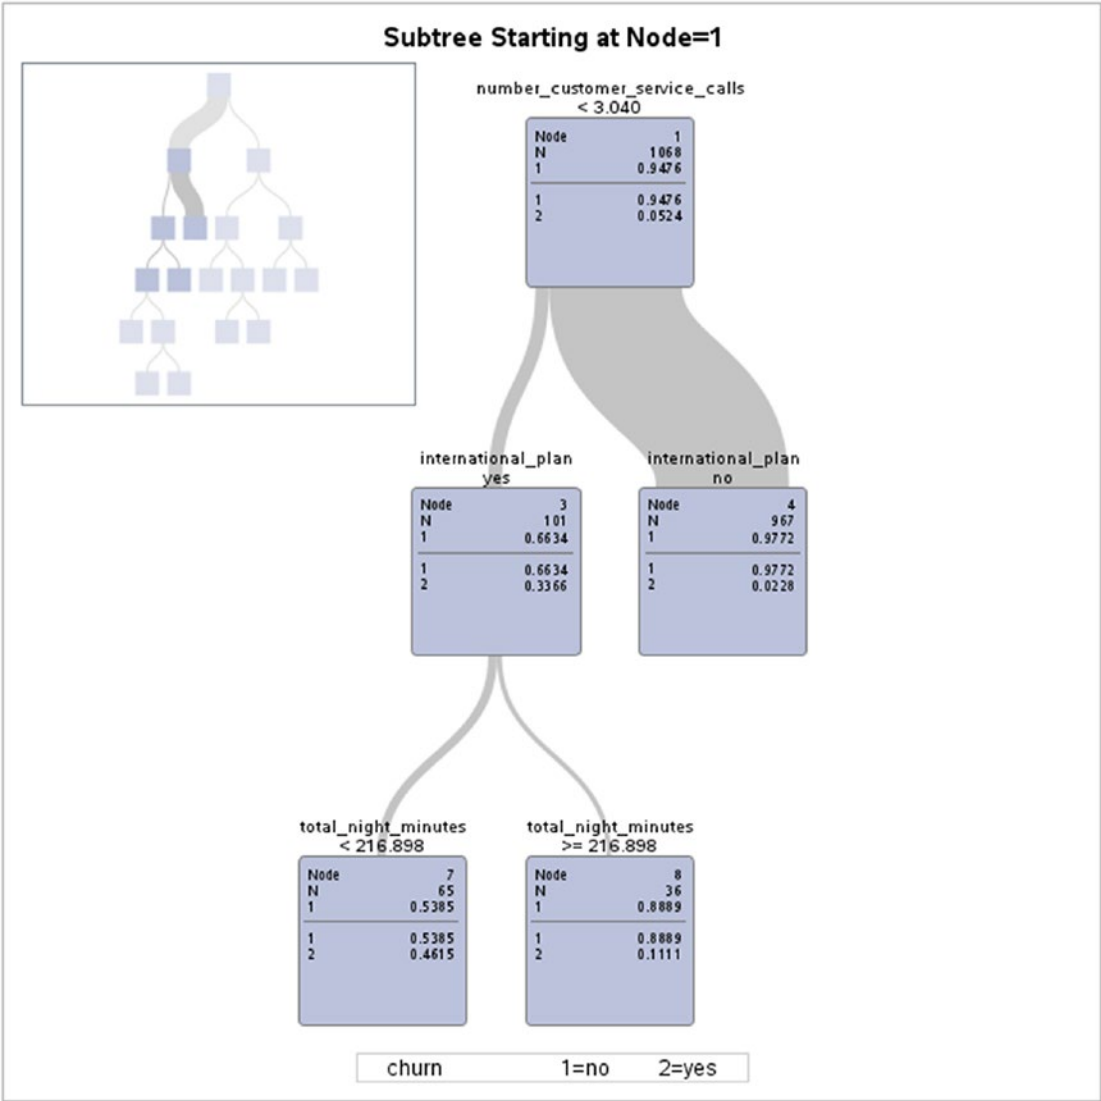 Subtree Starting at Node=1
number_customer_service_calls
< 3.040
Node 1
N 1068
1 0.9476
1 0.9476
2 0.0524
international_plan
yes
Node 3
N 101
1 0.6634
1 0.6634
2 0.3366
international_plan
no
Node 4
N 967
1 0.9772
1 0.9772
2 0.0228
total_night_minutes
< 216.898
Node 7
N 65
1 0.5385
1 0.5385
2 0.4615
total_night_minutes
>= 216.898
Node 8
N 36
1 0.8889
1 0.8889
2 0.1111
churn 1=no 2=yes